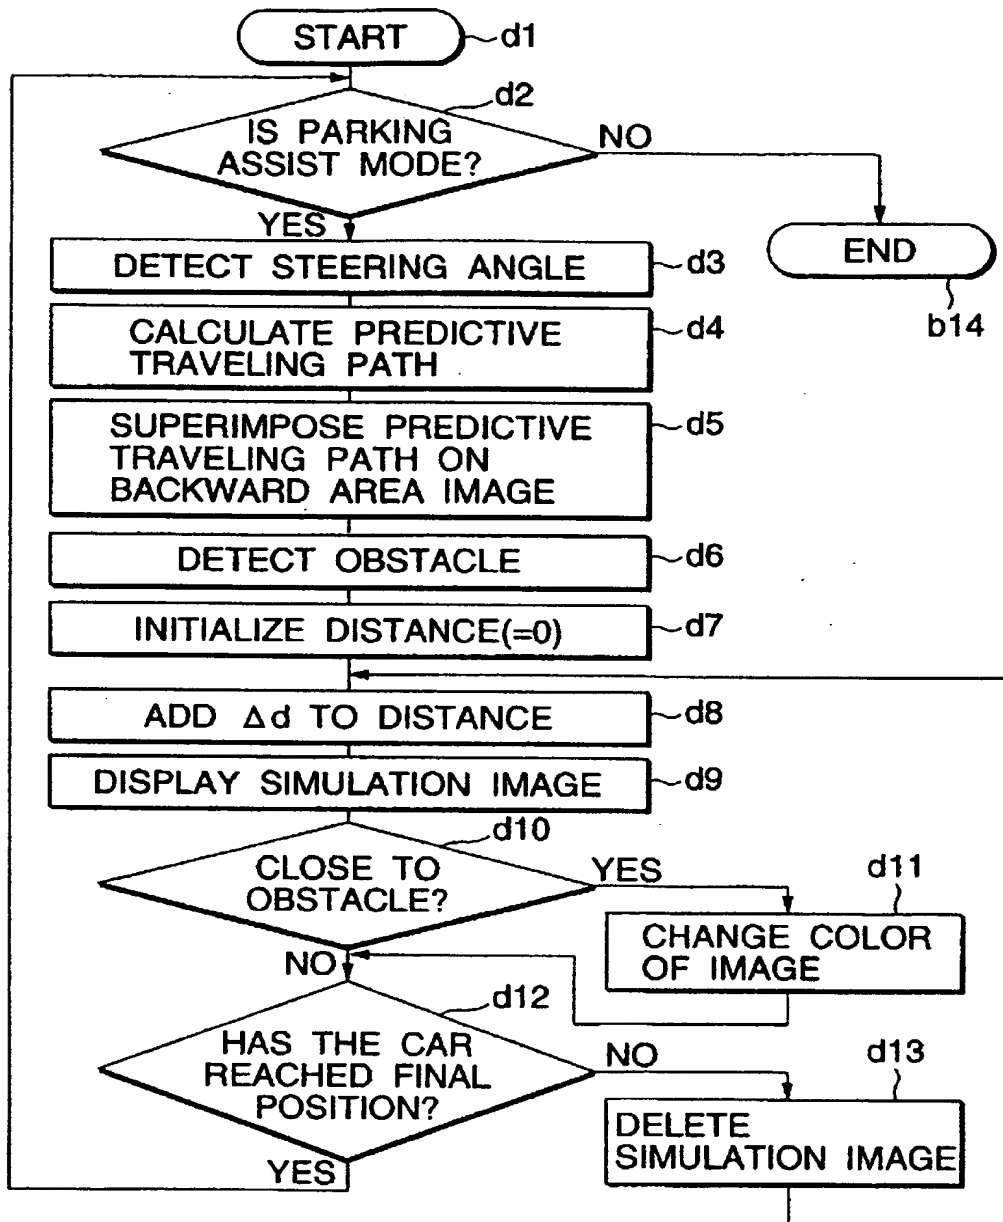 START
d1
d2
IS PARKING
ASSIST MODE?
NO
YES
END
b14
DETECT STEERING ANGLE
d3
CALCULATE PREDICTIVE
TRAVELING PATH
d4
SUPERIMPOSE PREDICTIVE
TRAVELING PATH ON
BACKWARD AREA IMAGE
d5
DETECT OBSTACLE
d6
INITIALIZE DISTANCE(=0)
d7
ADD Δd TO DISTANCE
d8
DISPLAY SIMULATION IMAGE
d9
d10
CLOSE TO
OBSTACLE?
YES
d11
CHANGE COLOR
OF IMAGE
NO
d12
HAS THE CAR
REACHED FINAL
POSITION?
NO
d13
DELETE
SIMULATION IMAGE
YES